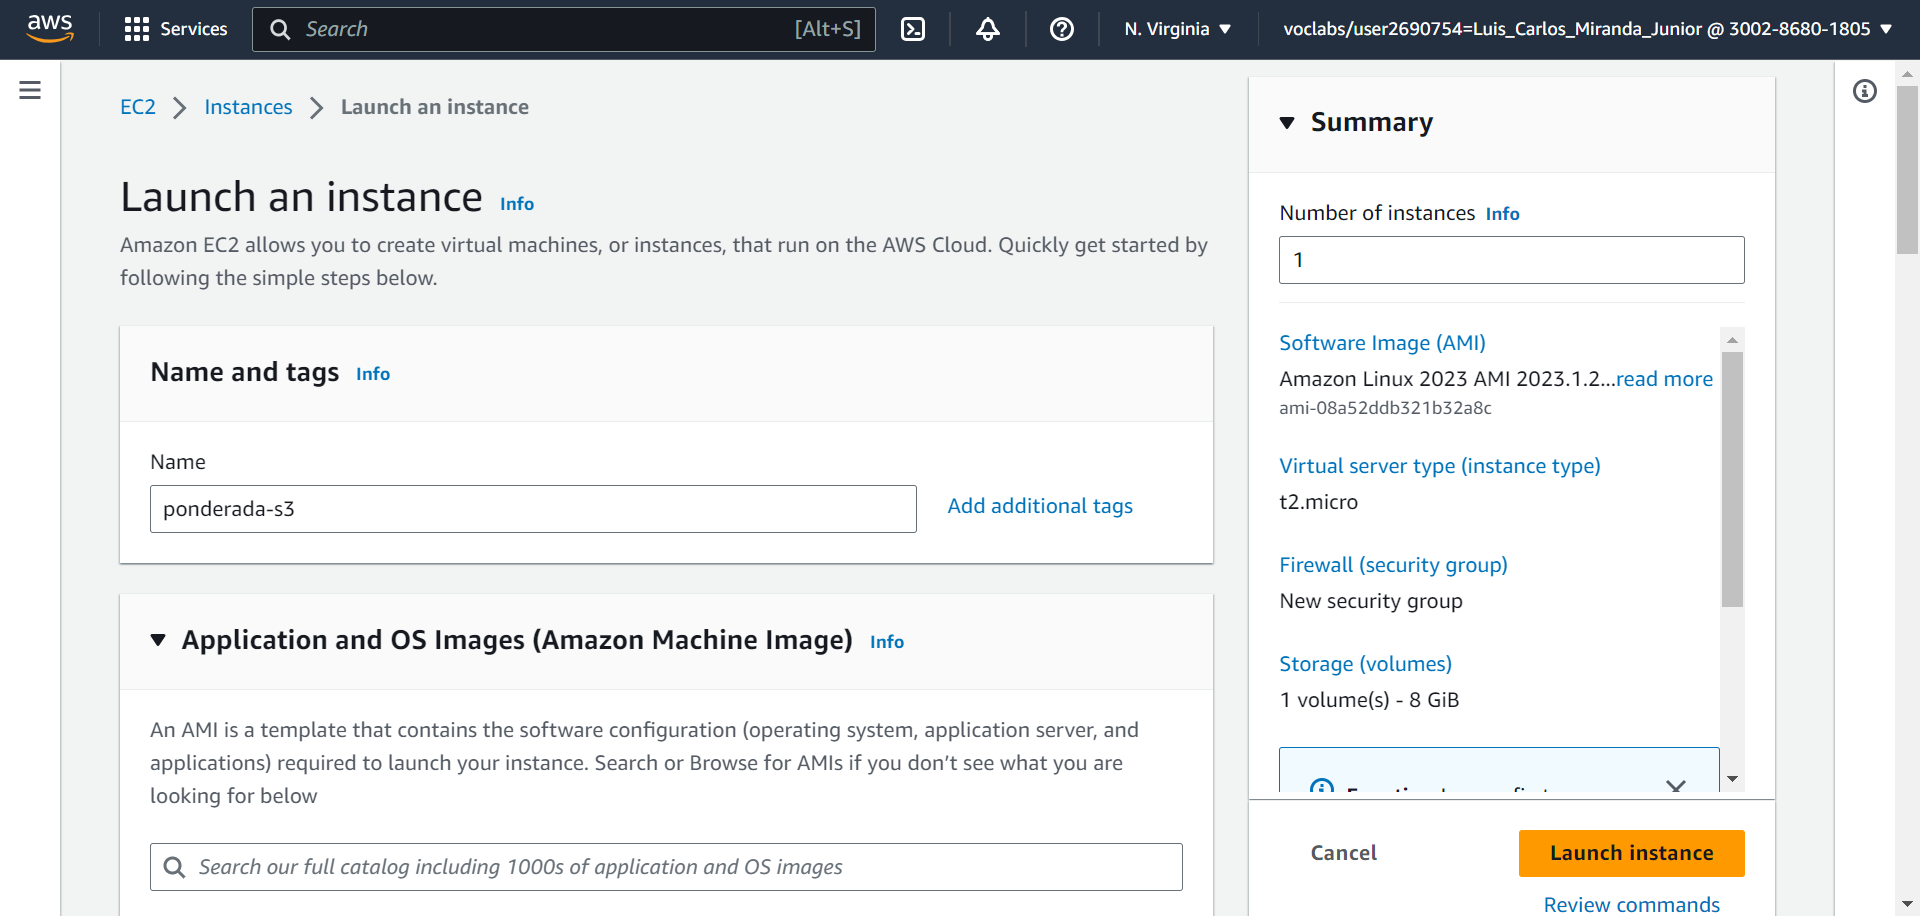 aws
Services
Search
[Alt+S]
N. Virginia
voclabs/user2690754=Luis_Carlos_Miranda_Junior @ 3002-8680-1805
EC2
Instances
Launch an instance
Launch an instance Info
Amazon EC2 allows you to create virtual machines, or instances, that run on the AWS Cloud. Quickly get started by
following the simple steps below.
Name and tags Info
Name
ponderada-s3
Add additional tags
Application and OS Images (Amazon Machine Image) Info
An AMI is a template that contains the software configuration (operating system, application server, and
applications) required to launch your instance. Search or Browse for AMIs if you don’t see what you are
looking for below
Search our full catalog including 1000s of application and OS images
Summary
Number of instances Info
1
Software Image (AMI)
Amazon Linux 2023 AMI 2023.1.2...read more
ami-08a52ddb321b32a8c
Virtual server type (instance type)
t2.micro
Firewall (security group)
New security group
Storage (volumes)
1 volume(s) - 8 GiB
Cancel
Launch instance
Review commands